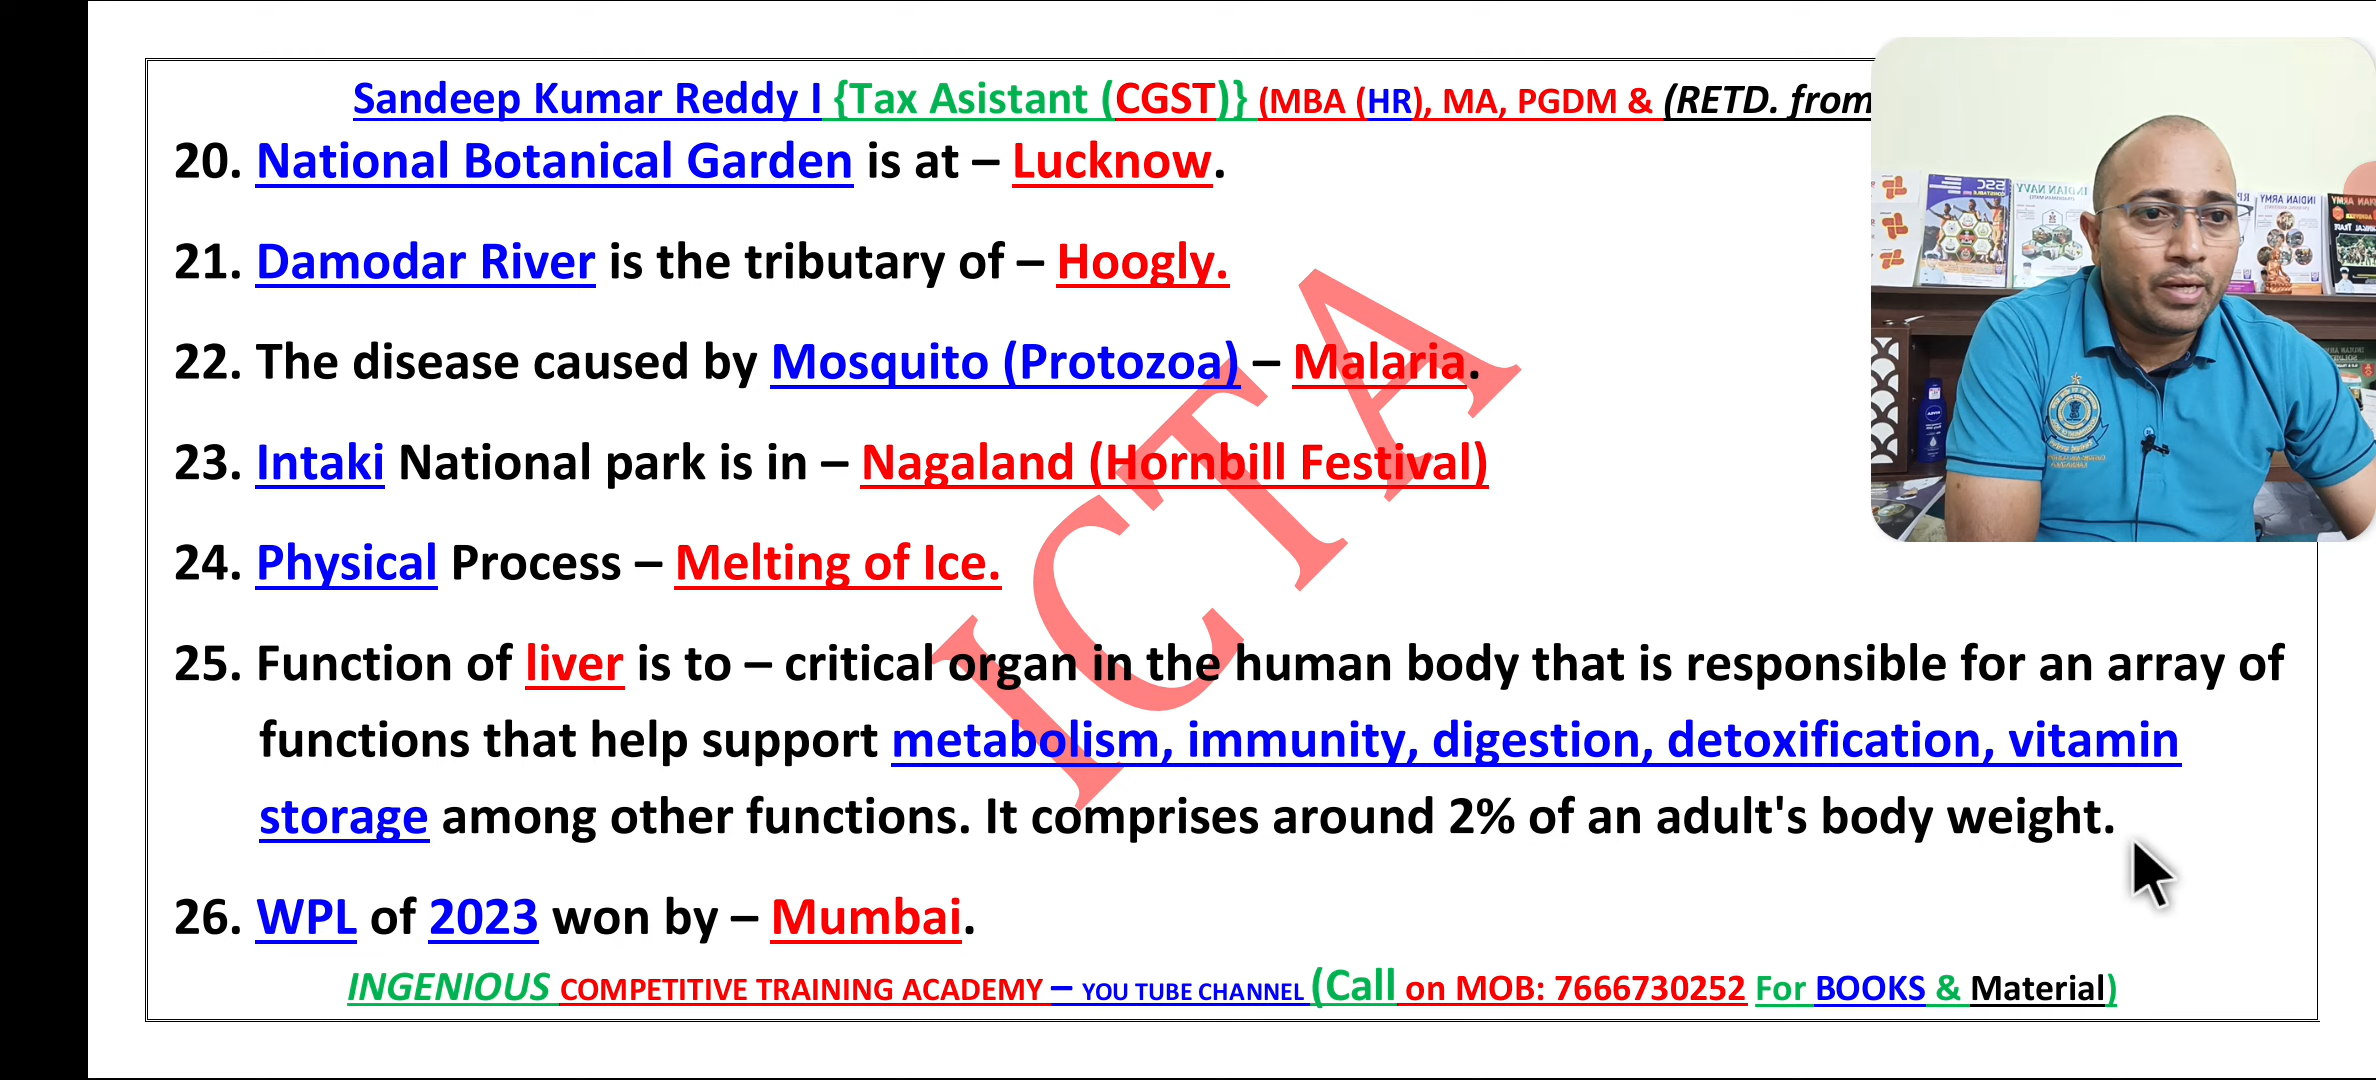 Sandeep Kumar Reddy I {Tax Asistant (CGST)} (MBA (HR), MA, PGDM & (RETD. from
20. National Botanical Garden is at – Lucknow.
21. Damodar River is the tributary of – Hoogly.
22. The disease caused by Mosquito (Protozoa) – Malaria.
23. Intaki National park is in – Nagaland (Hornbill Festival)
24. Physical Process – Melting of Ice.
25. Function of liver is to – critical organ in the human body that is responsible for an array of
functions that help support metabolism, immunity, digestion, detoxification, vitamin
storage among other functions. It comprises around 2% of an adult's body weight.
26. WPL of 2023 won by – Mumbai.
INGENIOUS COMPETITIVE TRAINING ACADEMY – YOU TUBE CHANNEL (Call on MOB: 7666730252 For BOOKS & Material)
ICTA
SSC
INDIAN NAVY
INDIAN ARMY